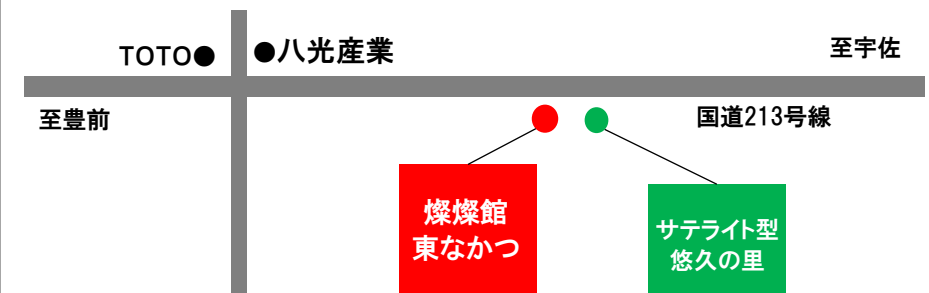 TOTO●
●八光産業
至宇佐
至豊前
国道213号線
燦燦館
東なかつ
サテライト型
悠久の里